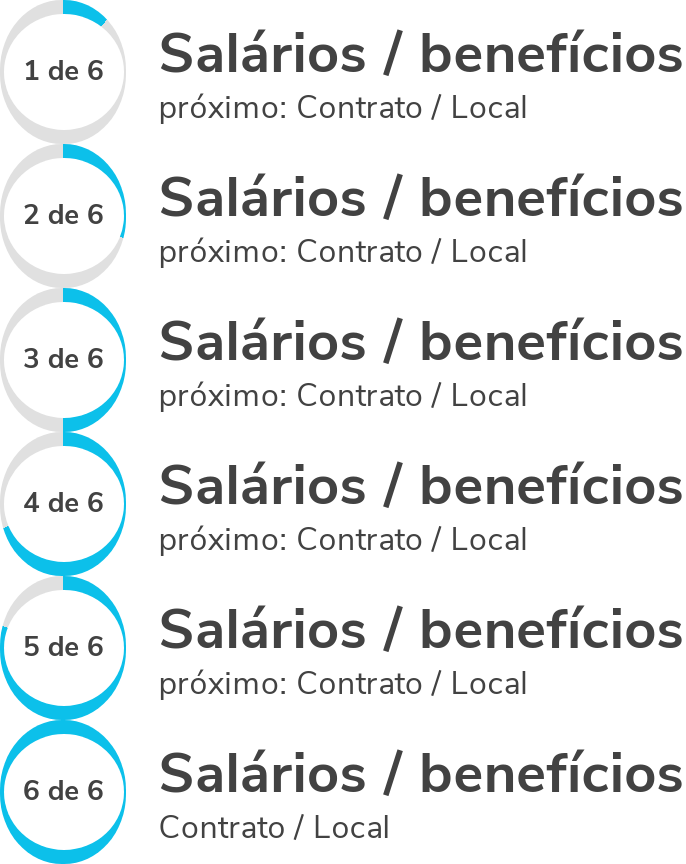 1 de 6
Salários / benefícios
próximo: Contrato / Local
2 de 6
Salários / benefícios
próximo: Contrato / Local
3 de 6
Salários / benefícios
próximo: Contrato / Local
4 de 6
Salários / benefícios
próximo: Contrato / Local
5 de 6
Salários / benefícios
próximo: Contrato / Local
6 de 6
Salários / benefícios
Contrato / Local